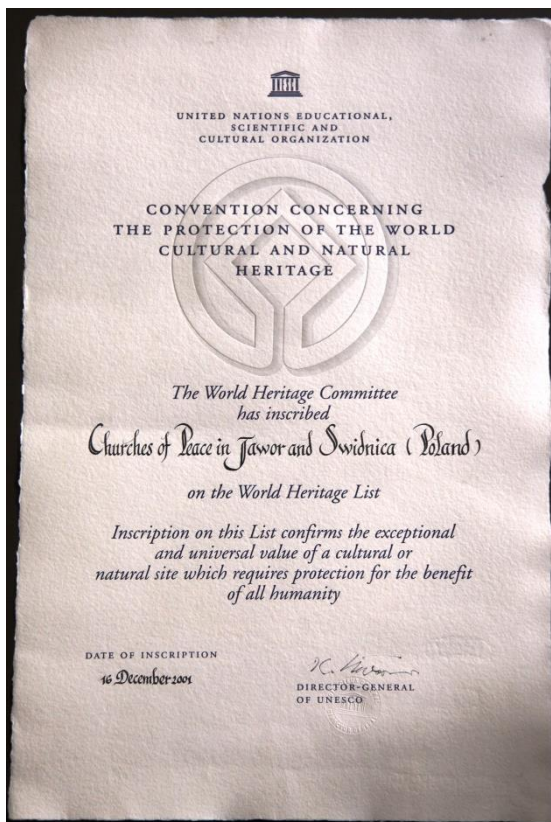 UNITED NATIONS EDUCATIONAL,
SCIENTIFIC AND
CULTURAL ORGANIZATION
CONVENTION CONCERNING
THE PROTECTION OF THE WORLD
CULTURAL AND NATURAL
HERITAGE
The World Heritage Committee
has inscribed
Churches of Peace in Jawor and Swidnica (Poland)
on the World Heritage List
Inscription on this List confirms the exceptional
and universal value of a cultural or
natural site which requires protection for the benefit
of all humanity
DATE OF INSCRIPTION
16 December 2001
DIRECTOR-GENERAL
OF UNESCO